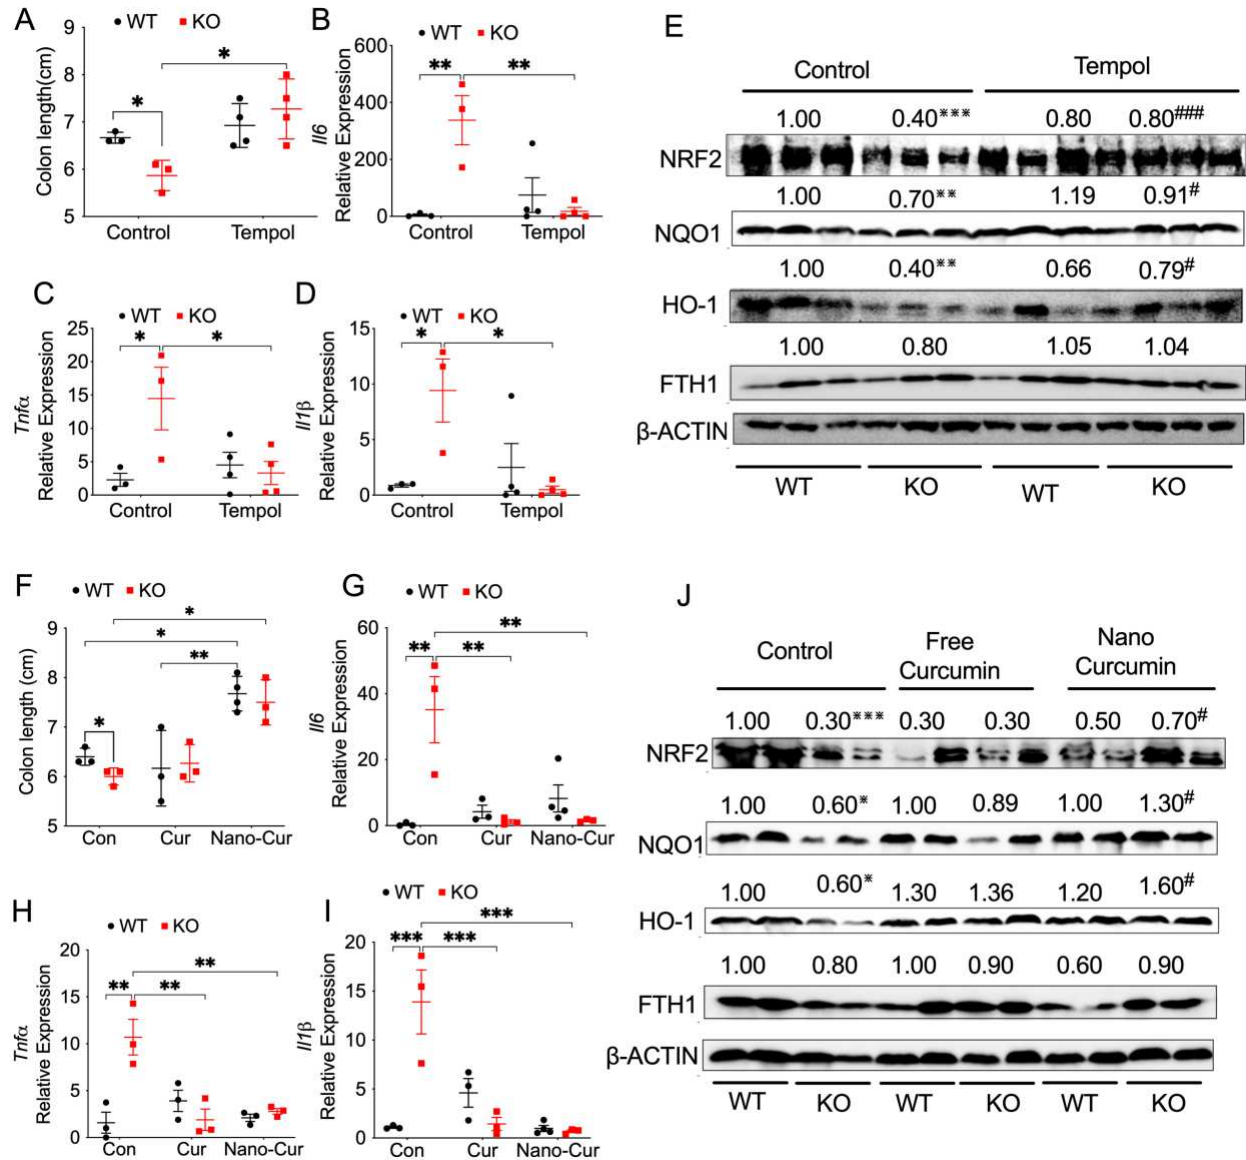 A
WT KO
Colon length(cm)
9
8
7
6
5
*
*
Control Tempol
B
WT KO
Il6
Relative Expression
600
400
200
0
** **
Control Tempol
C
WT KO
Tnfα
Relative Expression
25
20
15
10
5
0
* *
Control Tempol
D
WT KO
Il1β
Relative Expression
15
10
5
0
* *
Control Tempol
E
Control Tempol
1.00 0.40*** 0.80 0.80###
NRF2
1.00 0.70** 1.19 0.91#
NQO1
1.00 0.40** 0.66 0.79#
HO-1
1.00 0.80 1.05 1.04
FTH1
β-ACTIN
WT KO WT KO
F
WT KO
Colon length (cm)
9
8
7
6
5
*
*
**
*
Con Cur Nano-Cur
G
WT KO
Il6
Relative Expression
60
40
20
0
**
** **
Con Cur Nano-Cur
H
WT KO
Tnfα
Relative Expression
20
15
10
5
0
**
** **
Con Cur Nano-Cur
I
WT KO
Il1β
Relative Expression
20
15
10
5
0
***
*** ***
Con Cur Nano-Cur
J
Control Free Curcumin Nano Curcumin
1.00 0.30*** 0.30 0.30 0.50 0.70#
NRF2
1.00 0.60* 1.00 0.89 1.00 1.30#
NQO1
1.00 0.60* 1.30 1.36 1.20 1.60#
HO-1
1.00 0.80 1.00 0.90 0.60 0.90
FTH1
β-ACTIN
WT KO WT KO WT KO